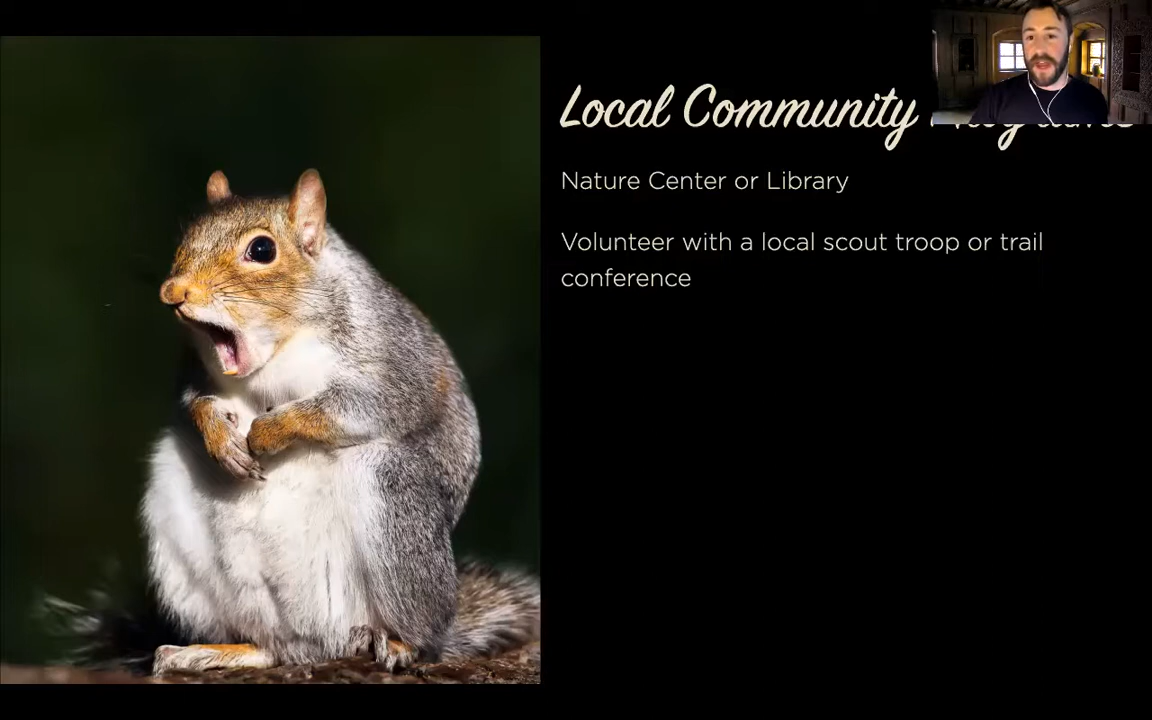 Local Community
Nature Center or Library
Volunteer with a local scout troop or trail
conference